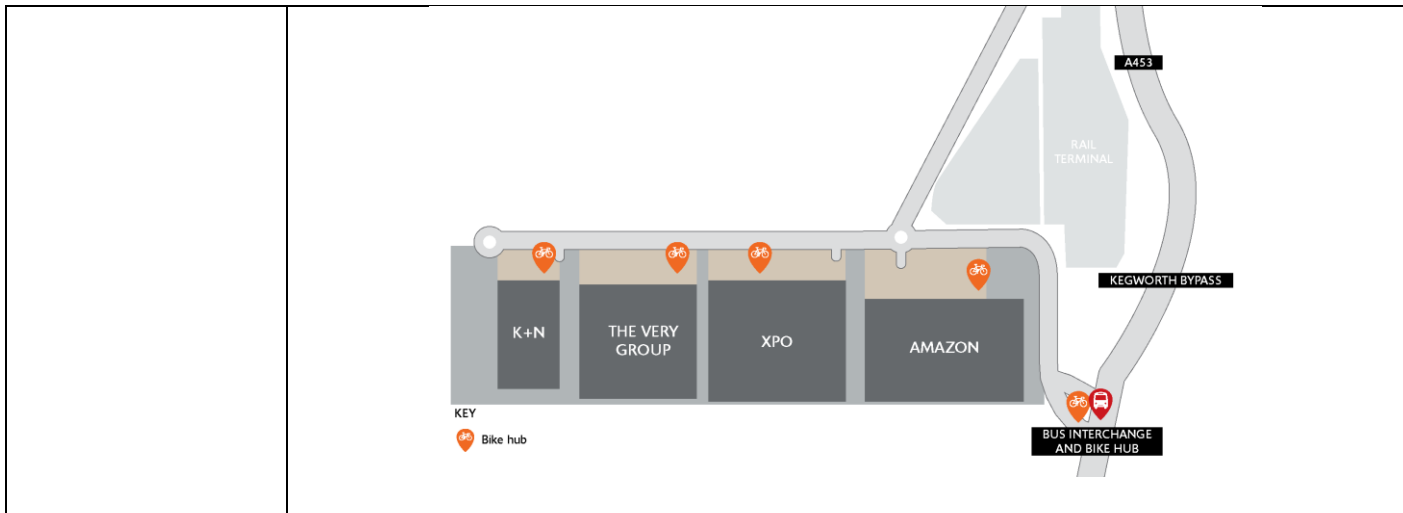 A453
RAIL
TERMINAL
KEGWORTH BYPASS
K+N
THE VERY
GROUP
XPO
AMAZON
KEY
Bike hub
BUS INTERCHANGE
AND BIKE HUB